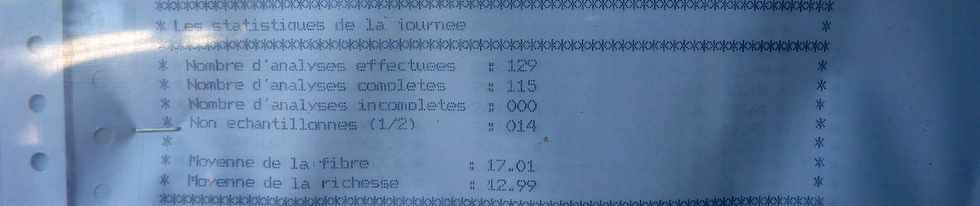 ***********************************************************************
* Les statistiques de la journee *
***********************************************************************
* Nombre d'analyses effectuees : 129 *
* Nombre d'analyses completes : 115 *
* Nombre d'analyses incompletes : 000 *
* Non echantillonnes (1/2) : 014 *
* *
* Moyenne de la fibre : 17.01 *
* Moyenne de la richesse : 12.99 *
***********************************************************************